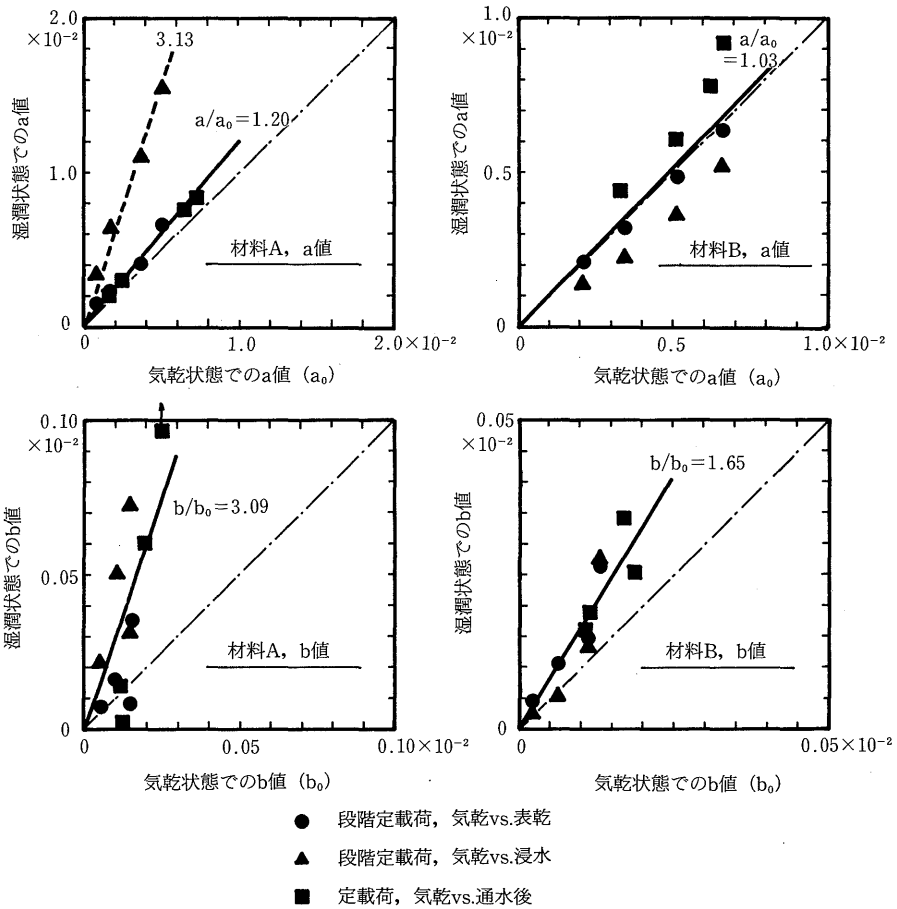 2.0
×10⁻²
3.13
a/a₀=1.20
1.0
湿潤状態でのa値
材料A，a値
0
0
1.0
2.0×10⁻²
気乾状態でのa値（a₀）
1.0
×10⁻²
a/a₀
=1.03
0.5
湿潤状態でのa値
材料B，a値
0
0
0.5
1.0×10⁻²
気乾状態でのa値（a₀）
0.10
×10⁻²
b/b₀=3.09
0.05
湿潤状態でのb値
材料A，b値
0
0
0.05
0.10×10⁻²
気乾状態でのb値（b₀）
0.05
×10⁻²
b/b₀=1.65
湿潤状態でのb値
材料B，b値
0
0
0.05×10⁻²
気乾状態でのb値（b₀）
段階定載荷，気乾vs.表乾
段階定載荷，気乾vs.浸水
定載荷，気乾vs.通水後